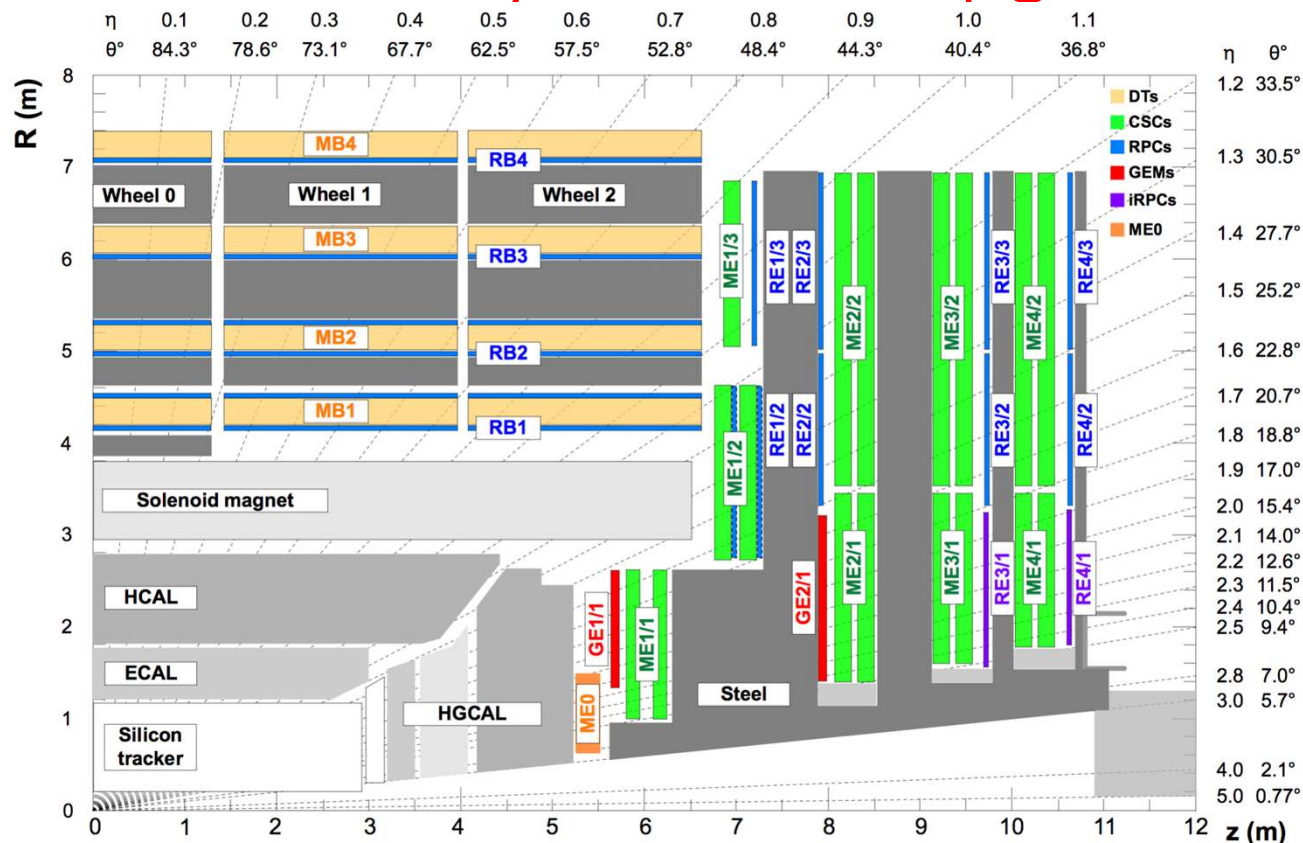 η 0.1 0.2 0.3 0.4 0.5 0.6 0.7 0.8 0.9 1.0 1.1
θ° 84.3° 78.6° 73.1° 67.7° 62.5° 57.5° 52.8° 48.4° 44.3° 40.4° 36.8° η θ°
R (m)
8
7
6
5
4
3
2
1
0
1.2 33.5°
1.3 30.5°
1.4 27.7°
1.5 25.2°
1.6 22.8°
1.7 20.7°
1.8 18.8°
1.9 17.0°
2.0 15.4°
2.1 14.0°
2.2 12.6°
2.3 11.5°
2.4 10.4°
2.5 9.4°
2.8 7.0°
3.0 5.7°
4.0 2.1°
5.0 0.77°
DTs
CSCs
RPCs
GEMs
iRPCs
ME0
MB4
RB4
Wheel 0 Wheel 1 Wheel 2
MB3
RB3
MB2
RB2
MB1
RB1
Solenoid magnet
HCAL
ECAL
Silicon
tracker
HGCAL
Steel
ME0
GE1/1
ME1/1
ME1/2
ME1/3
RE1/3
RE2/3
RE1/2
RE2/2
GE2/1
ME2/2
ME2/1
ME3/2
ME3/1
RE3/3
RE3/2
RE3/1
ME4/2
ME4/1
RE4/3
RE4/2
RE4/1
0 1 2 3 4 5 6 7 8 9 10 11 12 z (m)